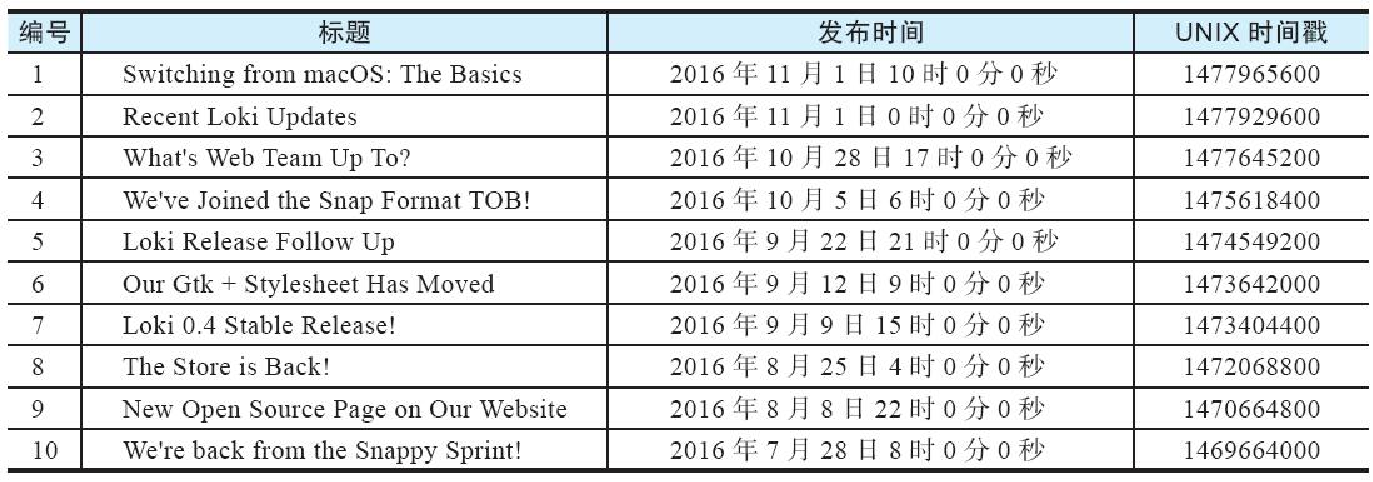 编号 标题 发布时间 UNIX 时间戳
1 Switching from macOS: The Basics 2016 年 11 月 1 日 10 时 0 分 0 秒 1477965600
2 Recent Loki Updates 2016 年 11 月 1 日 0 时 0 分 0 秒 1477929600
3 What's Web Team Up To? 2016 年 10 月 28 日 17 时 0 分 0 秒 1477645200
4 We've Joined the Snap Format TOB! 2016 年 10 月 5 日 6 时 0 分 0 秒 1475618400
5 Loki Release Follow Up 2016 年 9 月 22 日 21 时 0 分 0 秒 1474549200
6 Our Gtk + Stylesheet Has Moved 2016 年 9 月 12 日 9 时 0 分 0 秒 1473642000
7 Loki 0.4 Stable Release! 2016 年 9 月 9 日 15 时 0 分 0 秒 1473404400
8 The Store is Back! 2016 年 8 月 25 日 4 时 0 分 0 秒 1472068800
9 New Open Source Page on Our Website 2016 年 8 月 8 日 22 时 0 分 0 秒 1470664800
10 We're back from the Snappy Sprint! 2016 年 7 月 28 日 8 时 0 分 0 秒 1469664000